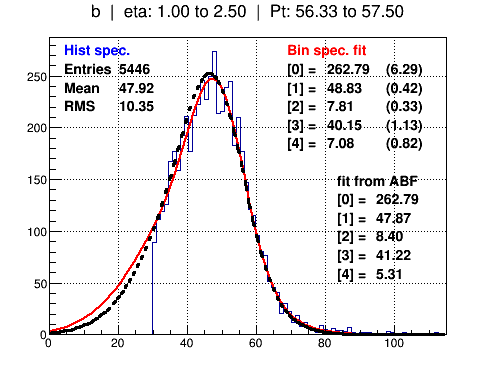 b | eta: 1.00 to 2.50 | Pt: 56.33 to 57.50
Hist spec.
Entries 5446
Mean 47.92
RMS 10.35
Bin spec. fit
[0] = 262.79 (6.29)
[1] = 48.83 (0.42)
[2] = 7.81 (0.33)
[3] = 40.15 (1.13)
[4] = 7.08 (0.82)
fit from ABF
[0] = 262.79
[1] = 47.87
[2] = 8.40
[3] = 41.22
[4] = 5.31
250
200
150
100
50
0
0 20 40 60 80 100